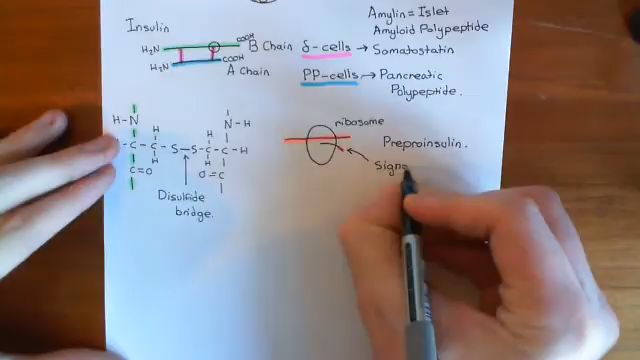 Insulin
H₂N
COOH
B Chain
H₂N
COOH
A Chain
Amylin = Islet
Amyloid Polypeptide
δ-cells → Somatostatin
PP-cells → Pancreatic
Polypeptide.
H-N
H
-C-C-S-S-C-C-H
H
C=O
H
N-H
H
O=C
Disulfide
bridge.
ribosome
Preproinsulin.
Signa